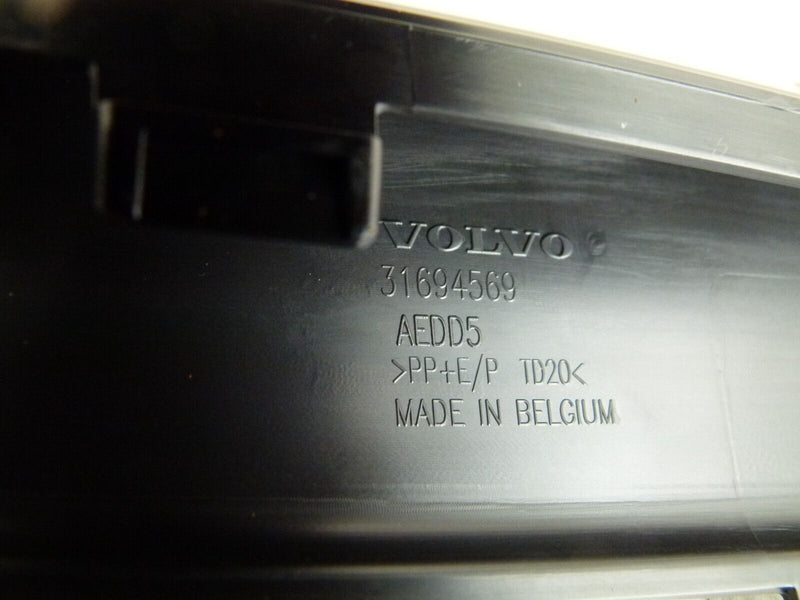 VOLVO
31694569
AEDD5
>PP+E/P TD20<
MADE IN BELGIUM